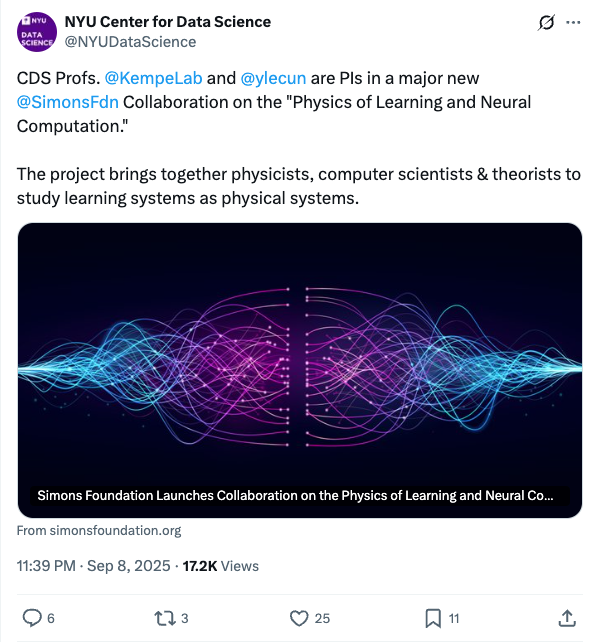 NYU
DATA
SCIENCE
NYU Center for Data Science
@NYUDataScience
CDS Profs. @KempeLab and @ylecun are PIs in a major new
@SimonsFdn Collaboration on the "Physics of Learning and Neural
Computation."
The project brings together physicists, computer scientists & theorists to
study learning systems as physical systems.
Simons Foundation Launches Collaboration on the Physics of Learning and Neural Co...
From simonsfoundation.org
11:39 PM · Sep 8, 2025 · 17.2K Views
6 3 25 11